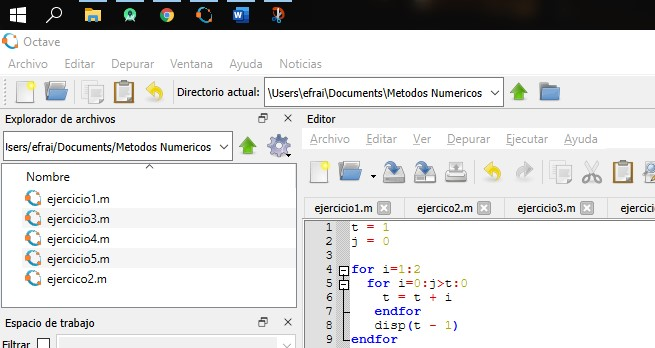 Octave
Archivo Editar Depurar Ventana Ayuda Noticias
Directorio actual: \Users\efrai\Documents\Metodos Numericos
Explorador de archivos
Editor
lsers/efrai/Documents/Metodos Numericos
Archivo Editar Ver Depurar Ejecutar Ayuda
Nombre
ejercicio1.m
ejercicio3.m
ejercicio4.m
ejercicio5.m
ejercico2.m
Espacio de trabajo
Filtrar
ejercicio1.m ejercico2.m ejercicio3.m ejercici
1 t = 1
2 j = 0
3
4 for i=1:2
5 for i=0:j>t:0
6 t = t + i
7 endfor
8 disp(t - 1)
9 endfor